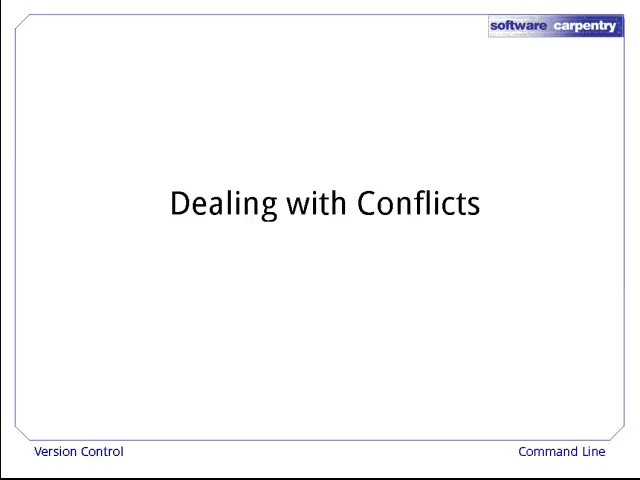 software carpentry
Dealing with Conflicts
Version Control
Command Line